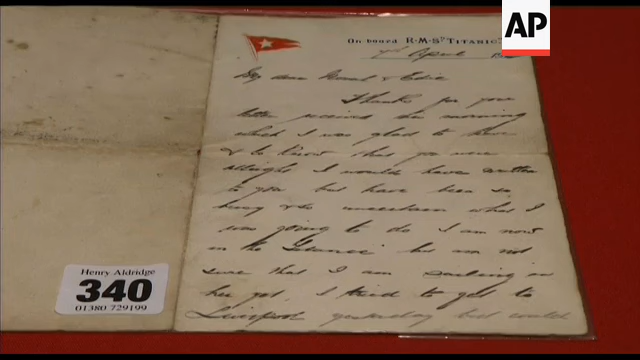 AP
On board R·M·S "TITANIC"
April
My dear & Edie
Thanks for your
letter received this morning
which I was glad to have
& to know that you were
alright I would have written
to you but have been so
busy & so uncertain what I
was going to do I am now
in the Titanic but am not
sure that I am sailing in
her yet, I tried to get to
Liverpool yesterday but could
Henry Aldridge
340
01380 729199